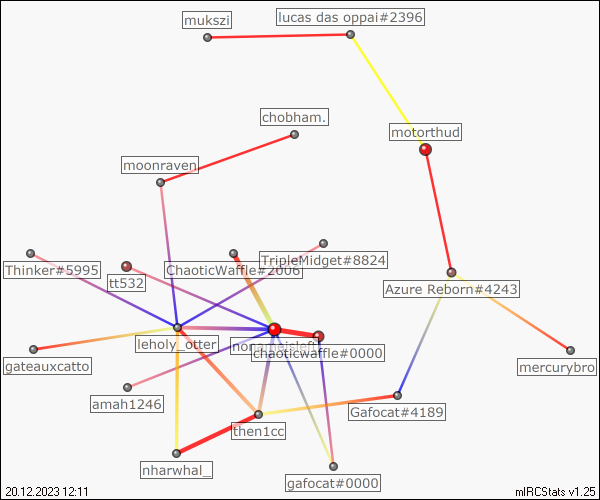 mukszi
lucas das oppai#2396
chobham.
motorthud
moonraven
Thinker#5995
tt532
ChaoticWaffle#2006
TripleMidget#8824
Azure Reborn#4243
leholy_otter
chaoticwaffle#0000
gateauxcatto
mercurybro
amah1246
Gafocat#4189
then1cc
nharwhal_
gafocat#0000
20.12.2023 12:11
mIRCStats v1.25